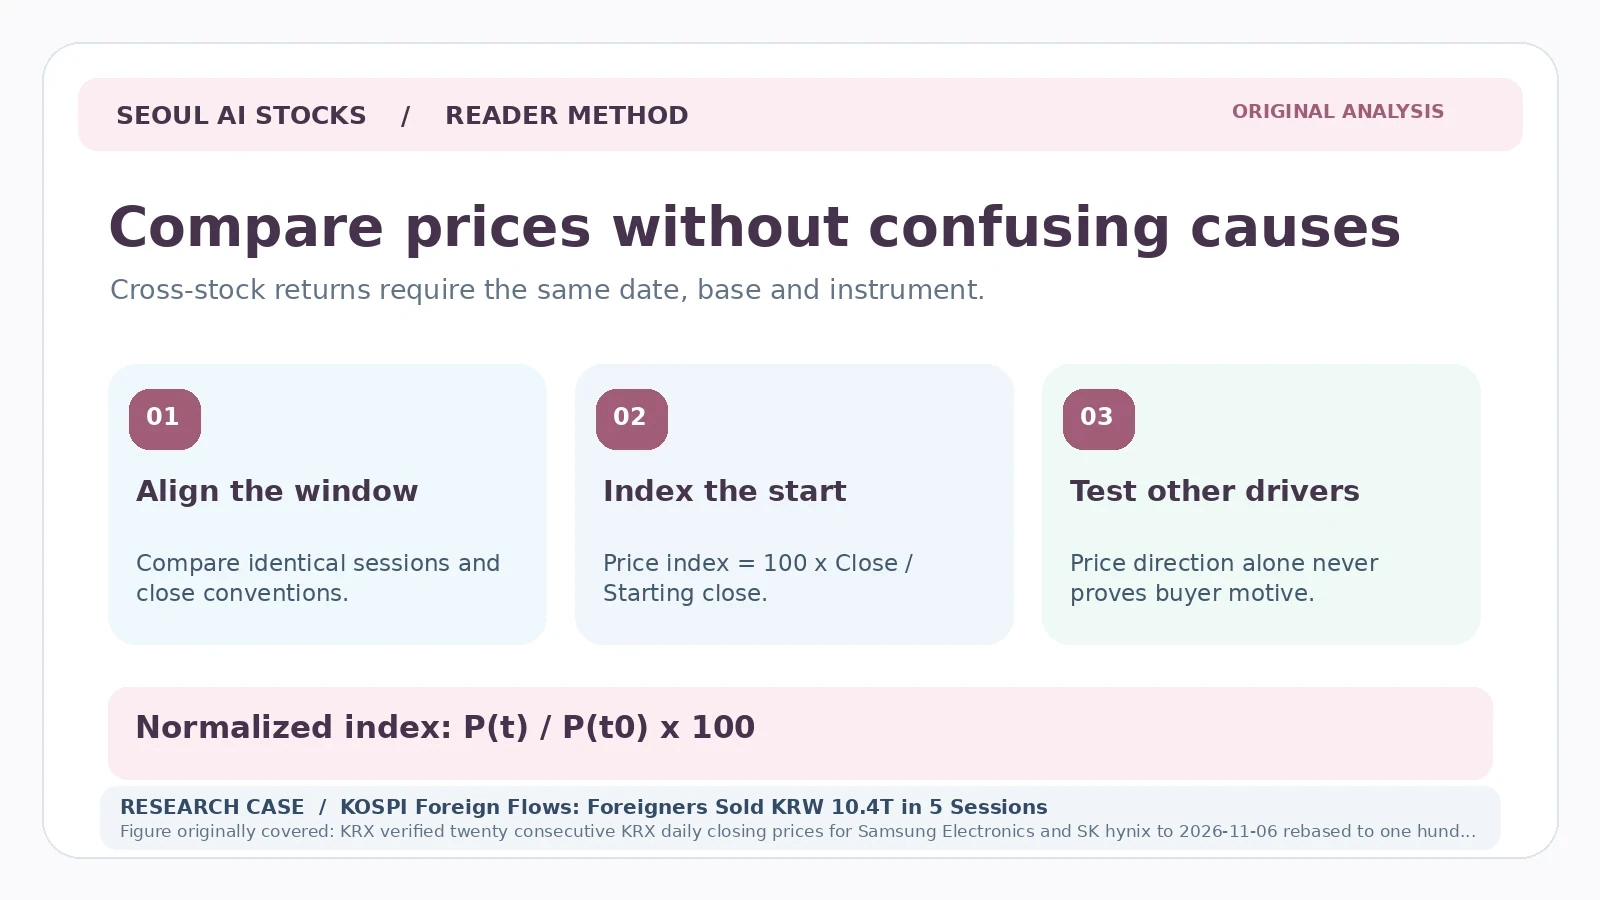 SEOUL AI STOCKS / READER METHOD
ORIGINAL ANALYSIS
Compare prices without confusing causes
Cross-stock returns require the same date, base and instrument.
01
Align the window
Compare identical sessions and
close conventions.
02
Index the start
Price index = 100 x Close /
Starting close.
03
Test other drivers
Price direction alone never
proves buyer motive.
Normalized index: P(t) / P(t0) x 100
RESEARCH CASE / KOSPI Foreign Flows: Foreigners Sold KRW 10.4T in 5 Sessions
Figure originally covered: KRX verified twenty consecutive KRX daily closing prices for Samsung Electronics and SK hynix to 2026-11-06 rebased to one hund...